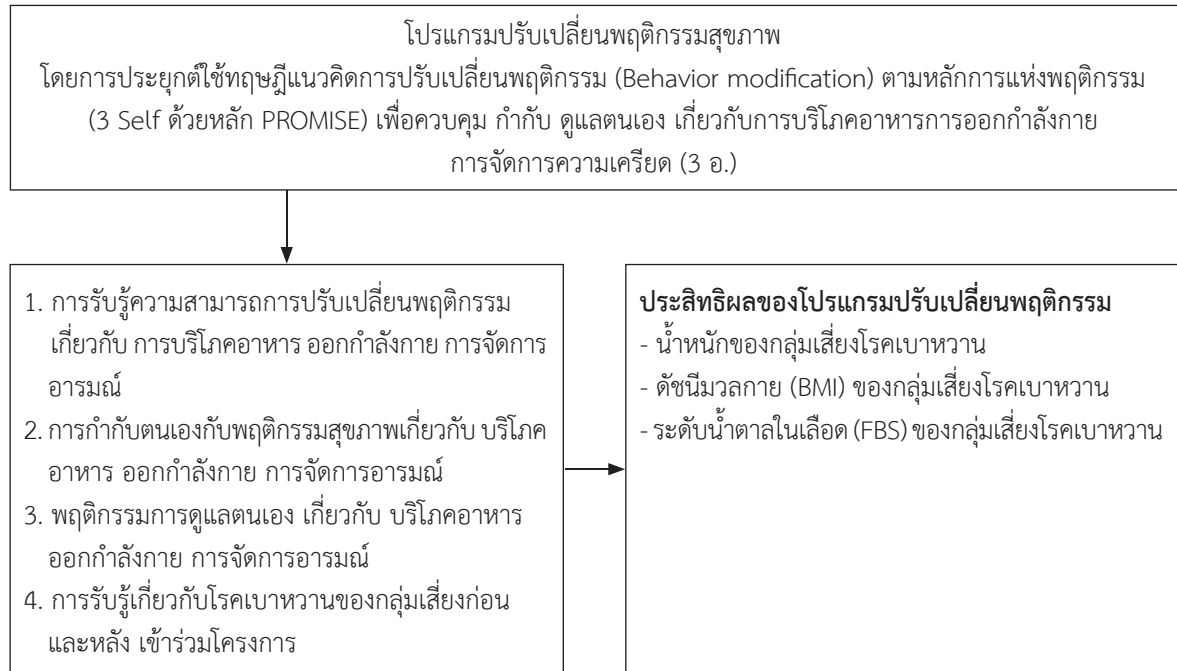 โปรแกรมปรับเปลี่ยนพฤติกรรมสุขภาพ
โดยการประยุกต์ใช้ทฤษฎีแนวคิดการปรับเปลี่ยนพฤติกรรม (Behavior modification) ตามหลักการแห่งพฤติกรรม
(3 Self ด้วยหลัก PROMISE) เพื่อควบคุม กำกับ ดูแลตนเอง เกี่ยวกับการบริโภคอาหารการออกกำลังกาย
การจัดการความเครียด (3 อ.)
1. การรับรู้ความสามารถการปรับเปลี่ยนพฤติกรรม
เกี่ยวกับ การบริโภคอาหาร ออกกำลังกาย การจัดการ
อารมณ์
2. การกำกับตนเองกับพฤติกรรมสุขภาพเกี่ยวกับ บริโภค
อาหาร ออกกำลังกาย การจัดการอารมณ์
3. พฤติกรรมการดูแลตนเอง เกี่ยวกับ บริโภคอาหาร
ออกกำลังกาย การจัดการอารมณ์
4. การรับรู้เกี่ยวกับโรคเบาหวานของกลุ่มเสี่ยงก่อน
และหลัง เข้าร่วมโครงการ
ประสิทธิผลของโปรแกรมปรับเปลี่ยนพฤติกรรม
- น้ำหนักของกลุ่มเสี่ยงโรคเบาหวาน
- ดัชนีมวลกาย (BMI) ของกลุ่มเสี่ยงโรคเบาหวาน
- ระดับน้ำตาลในเลือด (FBS) ของกลุ่มเสี่ยงโรคเบาหวาน